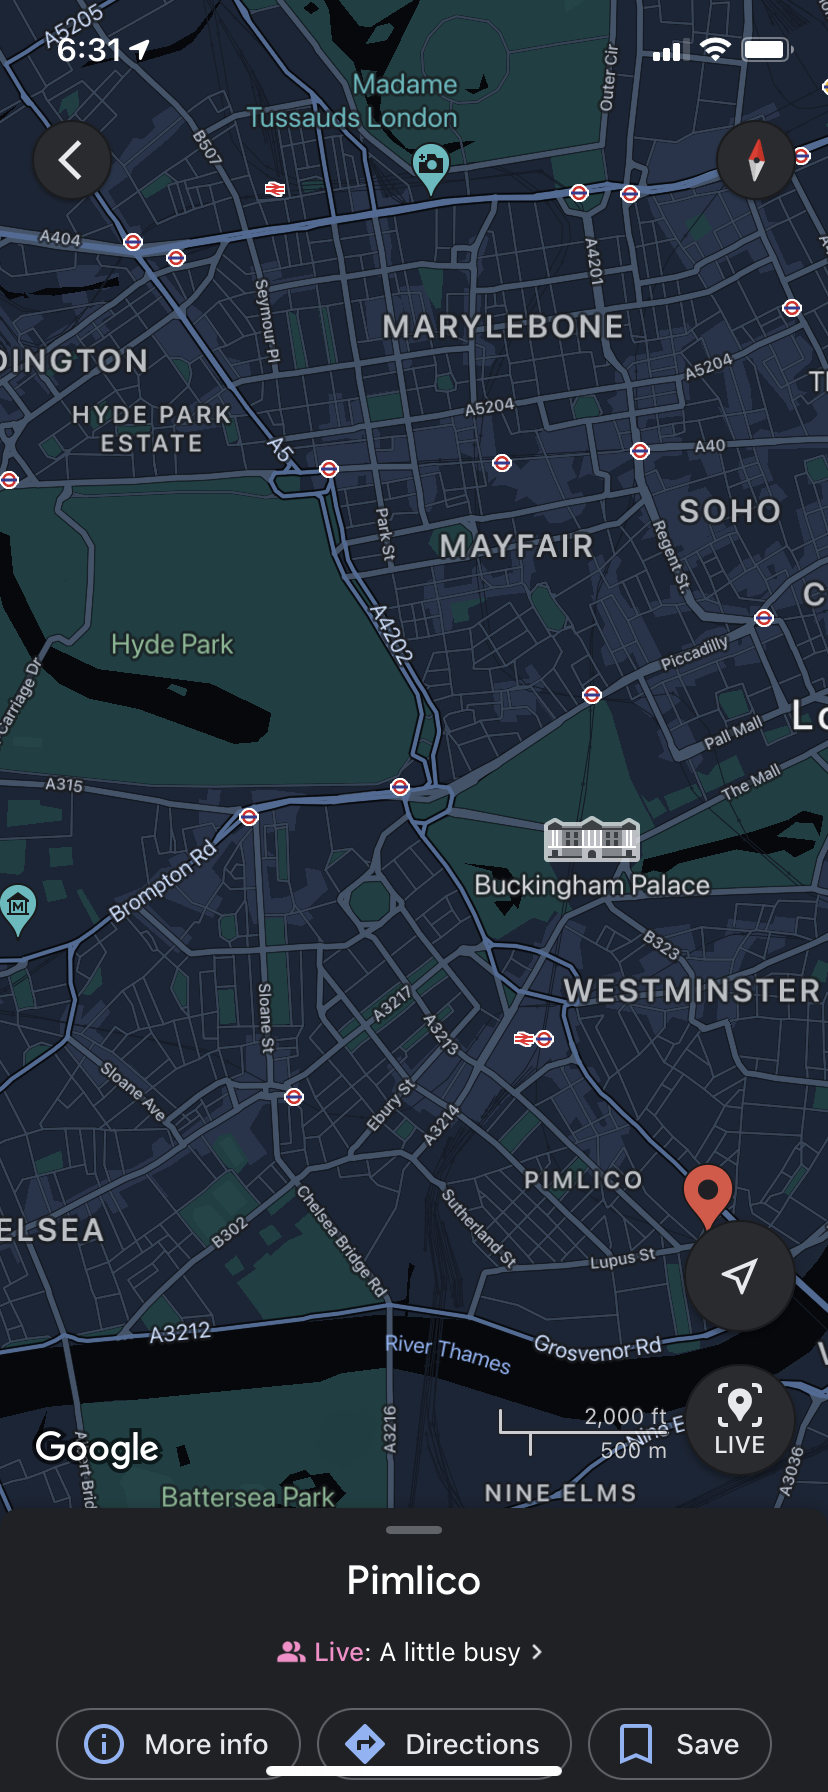 A5205
6:31
Madame
Tussauds London
Outer Cir
B507
A404
A4201
Seymour Pl
MARYLEBONE
DINGTON
A5204
HYDE PARK
ESTATE
A5204
A5
A40
SOHO
Park St
MAYFAIR
Regent St.
C
Hyde Park
A4202
Piccadilly
Carriage Dr
Pall Mall
Lo
The Mall
A315
Brompton Rd
Buckingham Palace
B323
WESTMINSTER
Sloane St
A3217
A3213
Sloane Ave
Ebury St
A3214
PIMLICO
ELSEA
B302
Chelsea Bridge Rd
Sutherland St
Lupus St
A3212
River Thames
Grosvenor Rd
2,000 ft
500 m
Nine E
LIVE
Google
A3216
A3036
Battersea Park
NINE ELMS
Pimlico
Live: A little busy
More info
Directions
Save